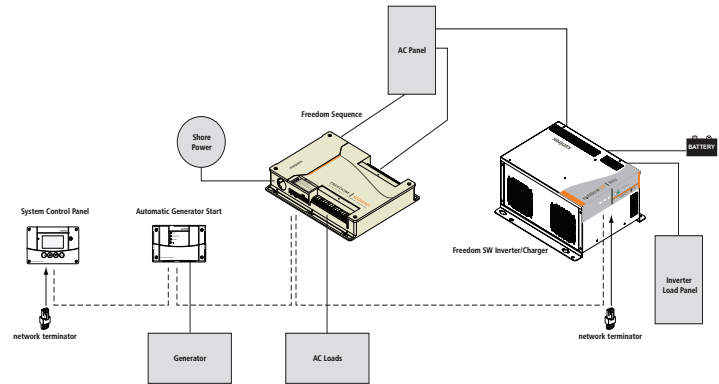 AC Panel
Freedom Sequence
Shore
Power
BATTERY
System Control Panel
Automatic Generator Start
Freedom SW Inverter/Charger
Inverter
Load Panel
network terminator
network terminator
Generator
AC Loads